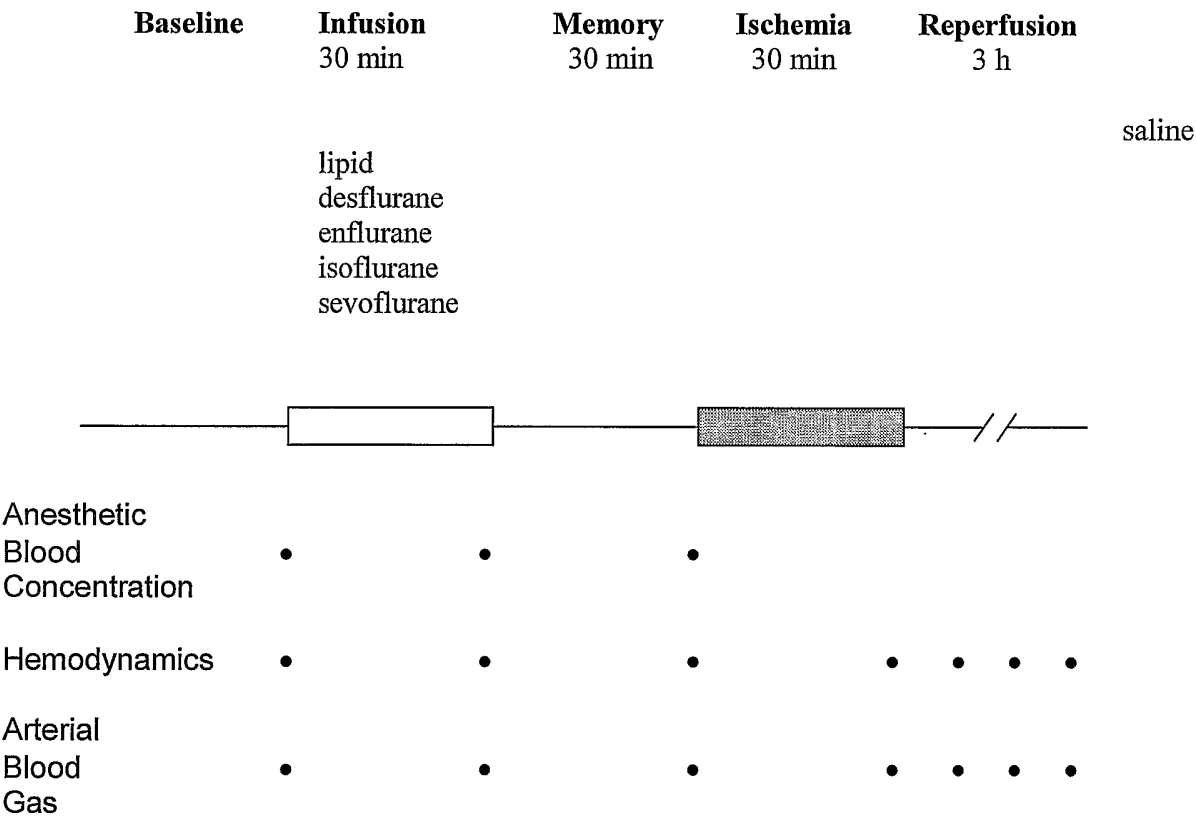 Baseline Infusion Memory Ischemia Reperfusion
30 min 30 min 30 min 3 h
saline
lipid
desflurane
enflurane
isoflurane
sevoflurane
Anesthetic
Blood
Concentration
Hemodynamics
Arterial
Blood
Gas